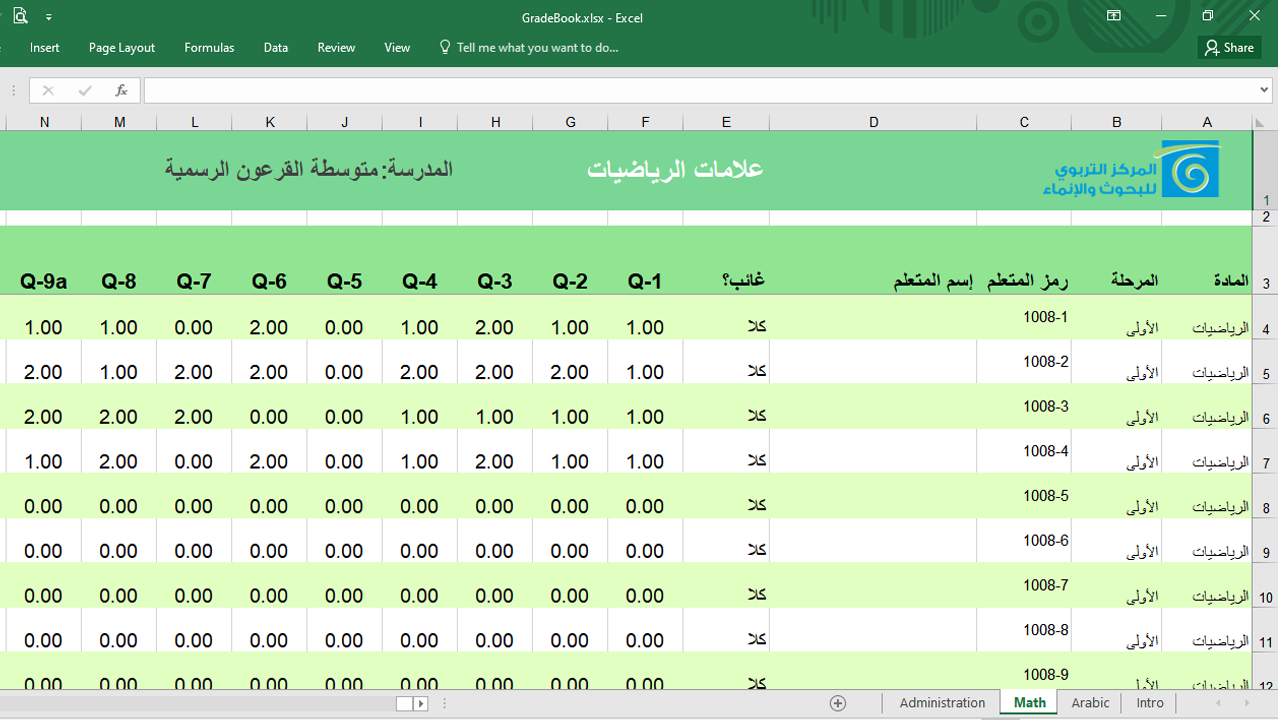 GradeBook.xlsx - Excel
Insert Page Layout Formulas Data Review View Tell me what you want to do... Share
fx
N M L K J I H G F E D C B A
المركز التربوي
للبحوث والإنماء
علامات الرياضيات
المدرسة: متوسطة القرعون الرسمية
1
2
3 المادة المرحلة رمز المتعلم إسم المتعلم غائب؟ Q-1 Q-2 Q-3 Q-4 Q-5 Q-6 Q-7 Q-8 Q-9a
4 الرياضيات الأولى 1008-1 كلا 1.00 1.00 2.00 1.00 0.00 2.00 0.00 1.00 1.00
5 الرياضيات الأولى 1008-2 كلا 1.00 2.00 2.00 2.00 0.00 2.00 2.00 1.00 2.00
6 الرياضيات الأولى 1008-3 كلا 1.00 1.00 1.00 1.00 0.00 0.00 2.00 2.00 2.00
7 الرياضيات الأولى 1008-4 كلا 1.00 1.00 2.00 1.00 0.00 2.00 0.00 2.00 1.00
8 الرياضيات الأولى 1008-5 كلا 0.00 0.00 0.00 0.00 0.00 0.00 0.00 0.00 0.00
9 الرياضيات الأولى 1008-6 كلا 0.00 0.00 0.00 0.00 0.00 0.00 0.00 0.00 0.00
10 الرياضيات الأولى 1008-7 كلا 0.00 0.00 0.00 0.00 0.00 0.00 0.00 0.00 0.00
11 الرياضيات الأولى 1008-8 كلا 0.00 0.00 0.00 0.00 0.00 0.00 0.00 0.00 0.00
12 الرياضيات الأولى 1008-9 كلا 0.00 0.00 0.00 0.00 0.00 0.00 0.00 0.00 0.00
Administration Math Arabic Intro